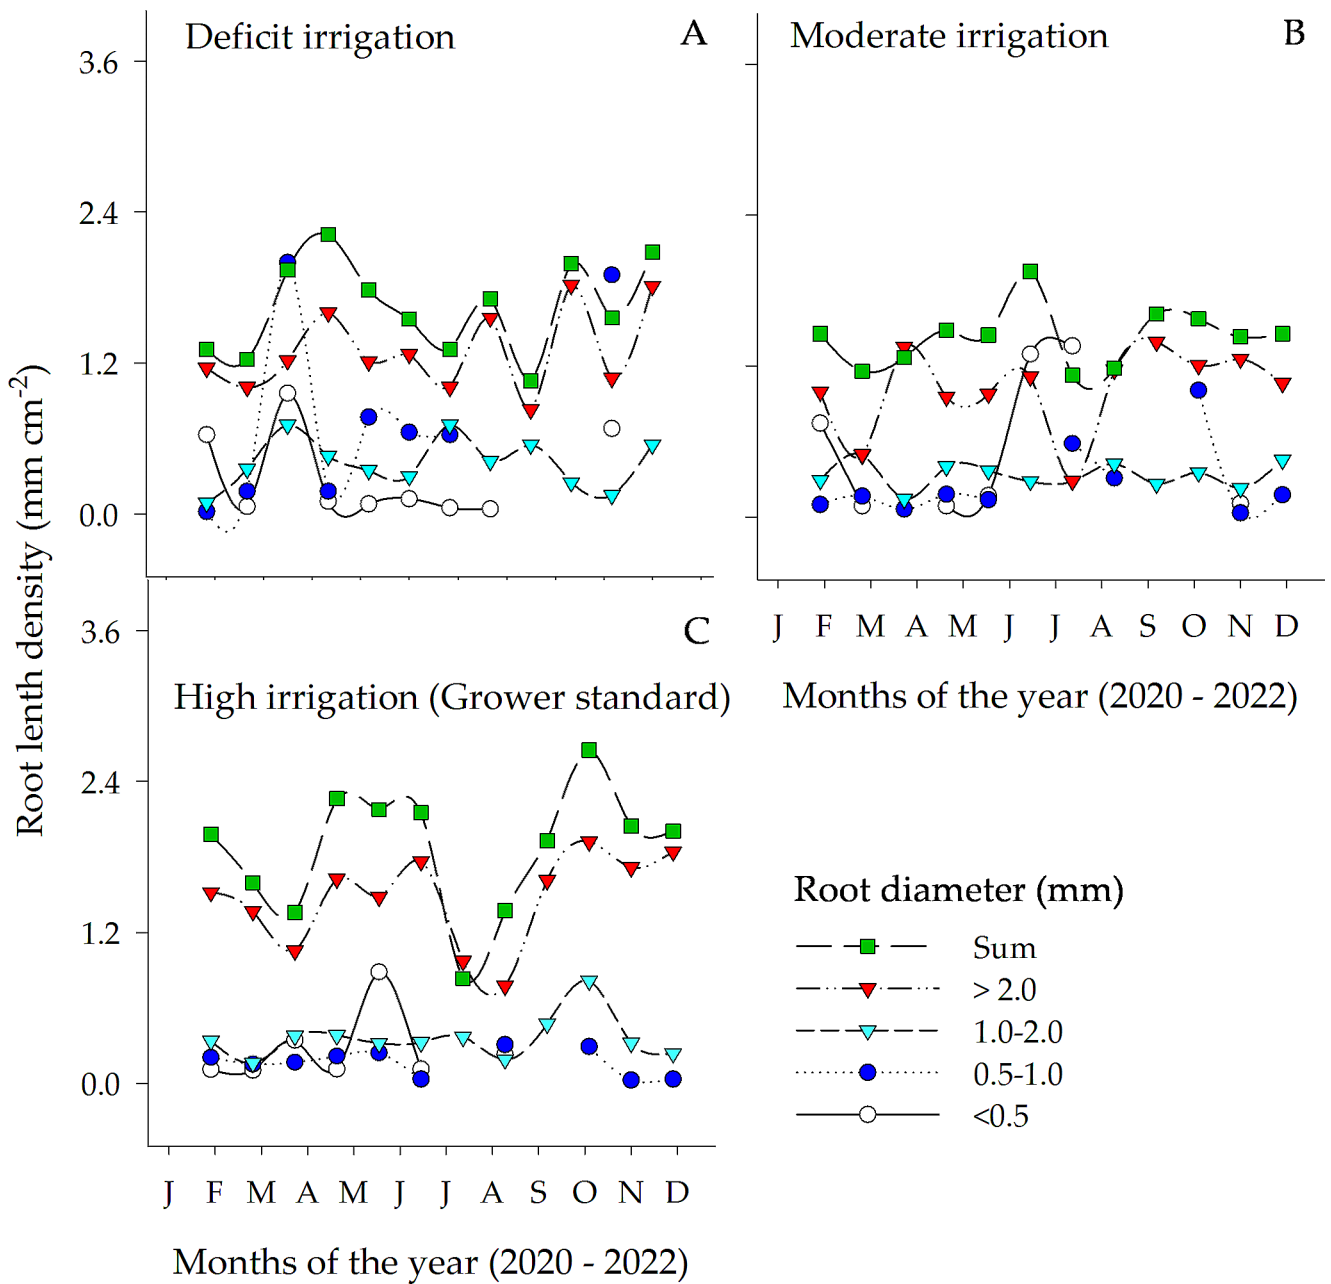 Deficit irrigation
A
Moderate irrigation
B
3.6
2.4
1.2
0.0
J F M A M J J A S O N D
Months of the year (2020 - 2022)
Root lenth density (mm cm-2)
C
High irrigation (Grower standard)
3.6
2.4
1.2
0.0
J F M A M J J A S O N D
Months of the year (2020 - 2022)
Root diameter (mm)
Sum
> 2.0
1.0-2.0
0.5-1.0
<0.5